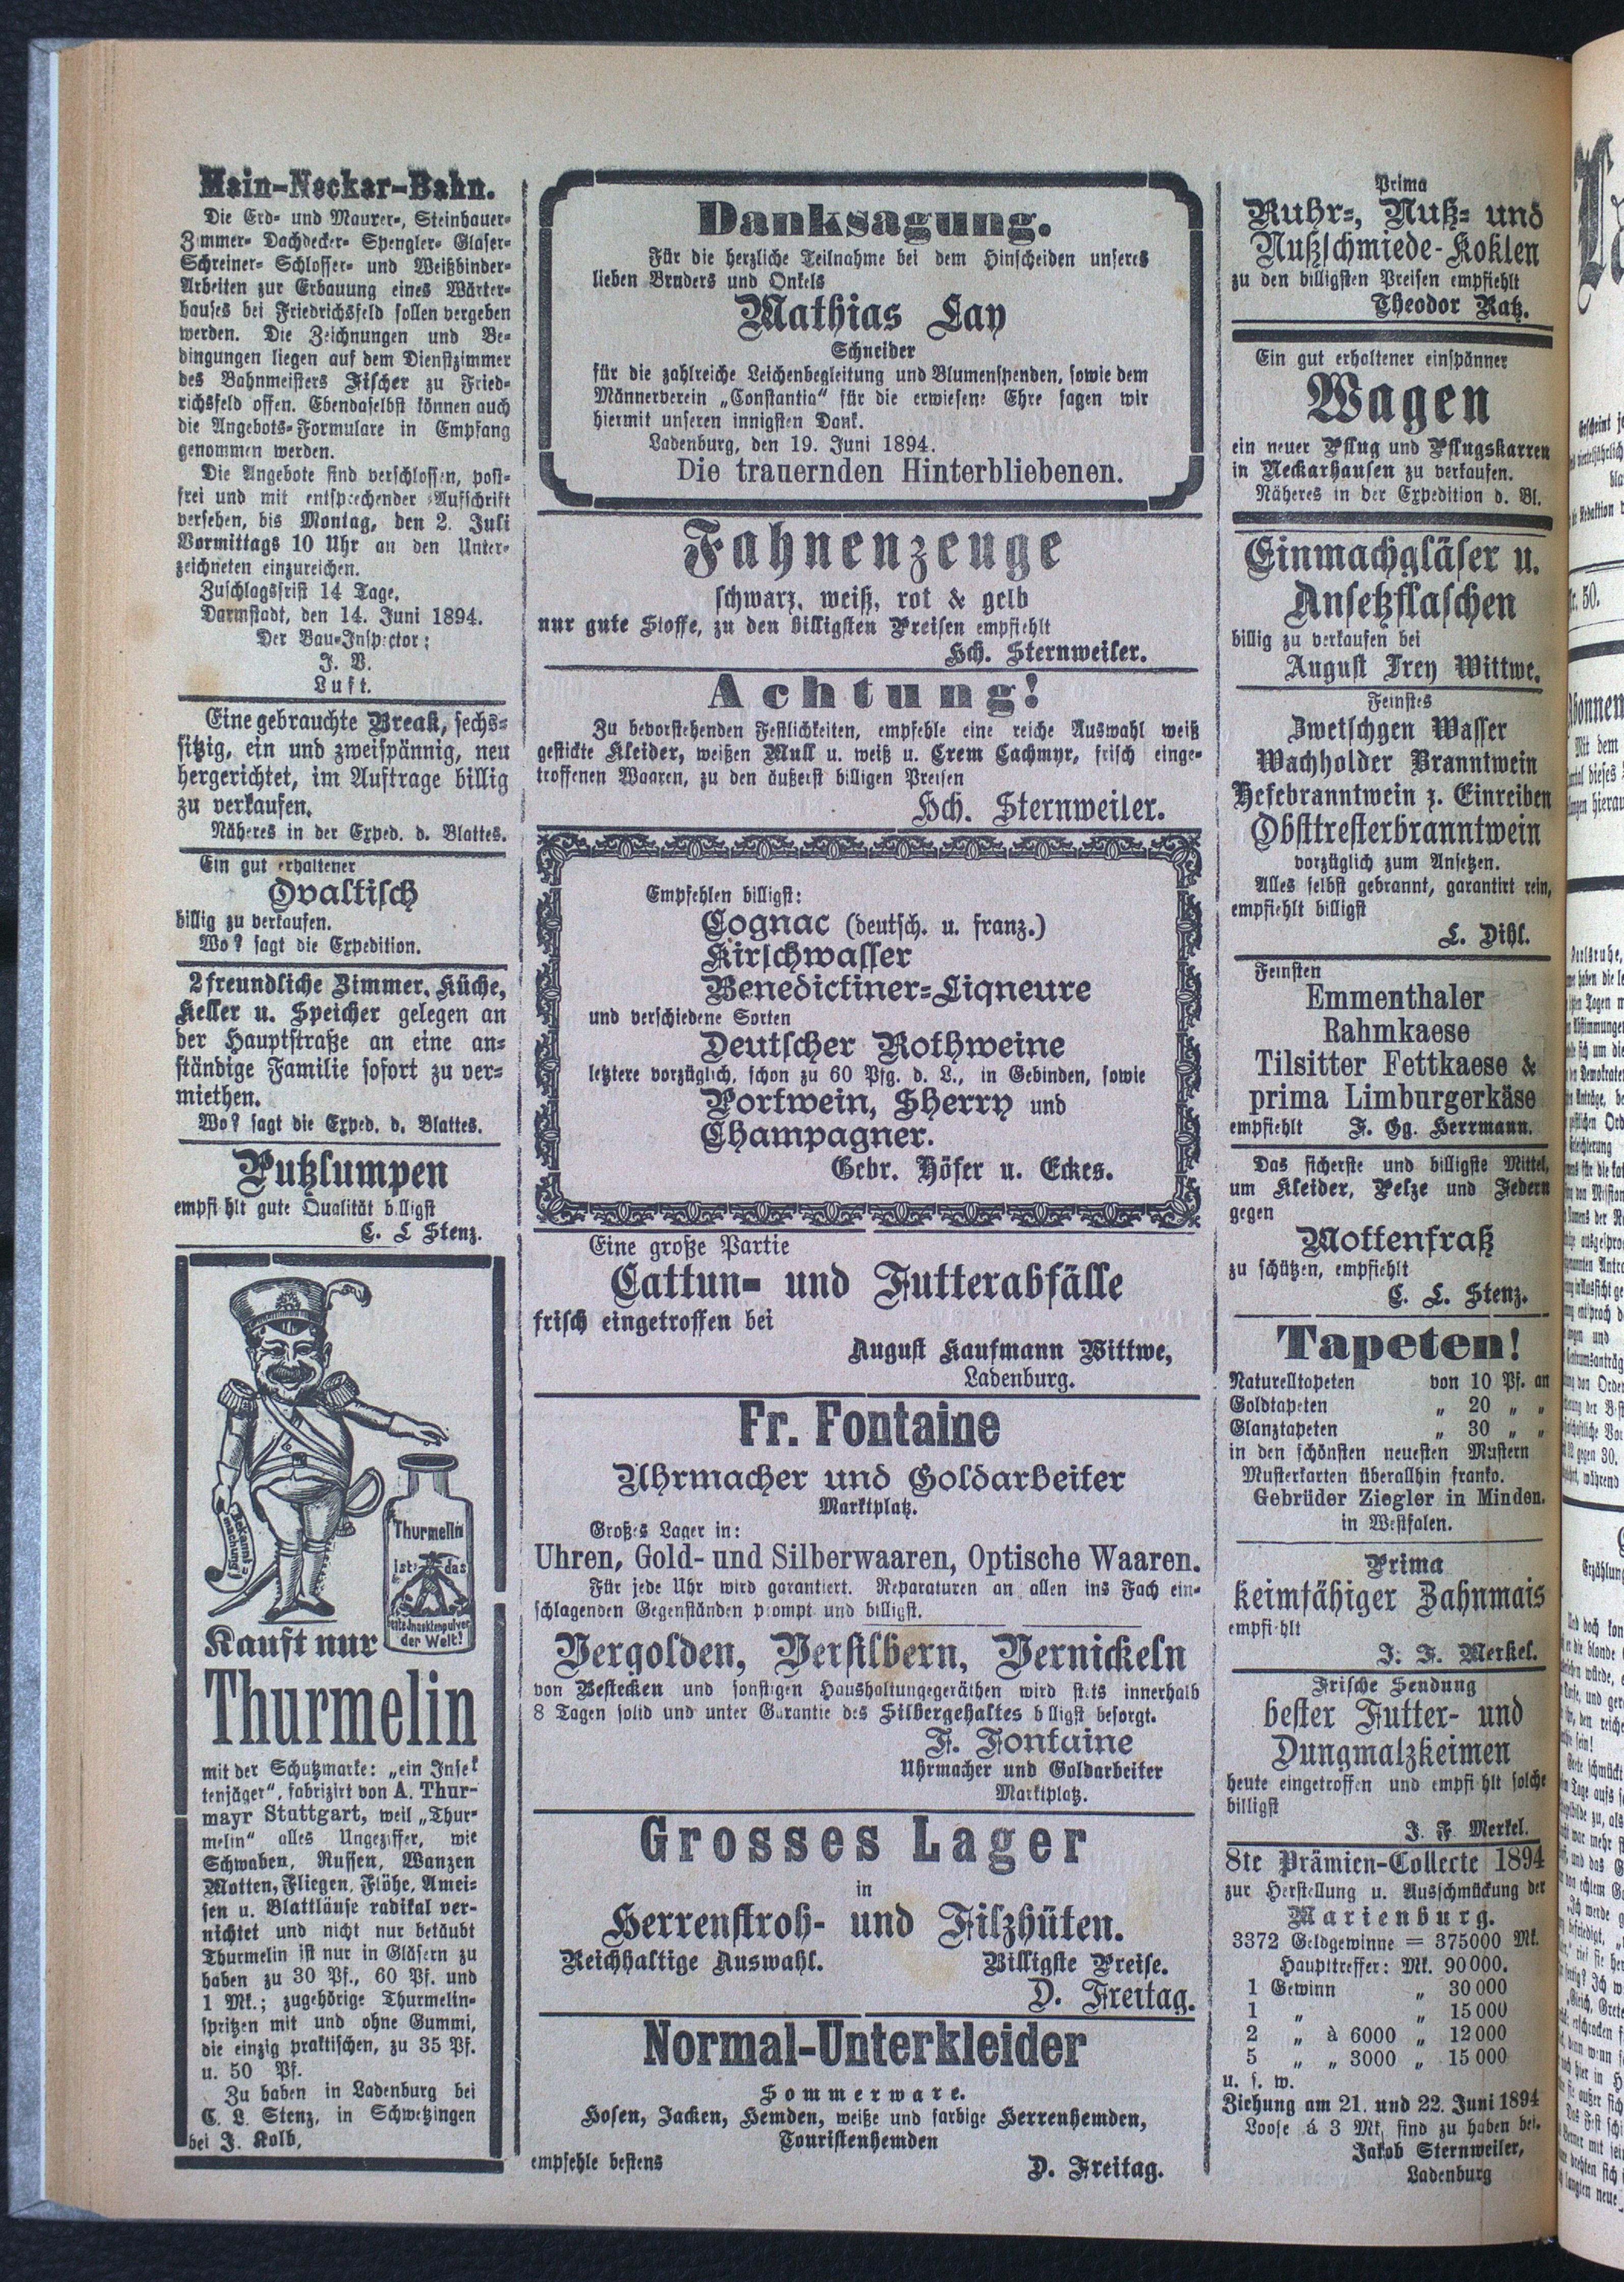 Main-Neckar-Bahn.
Die Erd- und Maurer-, Steinhauer-
Zimmer- Dachdecker- Spengler- Glaser-
Schreiner- Schlosser- und Weißbinder-
Arbeiten zur Erbauung eines Wärter-
hauses bei Friedrichsfeld sollen vergeben
werden. Die Zeichnungen und Be-
dingungen liegen auf dem Dienstzimmer
des Bahnmeisters Fischer zu Fried-
richsfeld offen. Ebendaselbst können auch
die Angebots-Formulare in Empfang
genommen werden.
Die Angebote sind verschlossen, post-
frei und mit entsprechender Aufschrift
versehen, bis Montag, den 2. Juli
Vormittags 10 Uhr an den Unter-
zeichneten einzureichen.
Zuschlagsfrist 14 Tage.
Darmstadt, den 14. Juni 1894.
Der Bau-Inspector:
J. V.
Luft.
Eine gebrauchte Break, sechs-
sitzig, ein und zweispännig, neu
hergerichtet, im Auftrage billig
zu verkaufen.
Näheres in der Exped. d. Blattes.
Ein gut erhaltener
Ovaltisch
billig zu verkaufen.
Wo? sagt die Expedition.
2 freundliche Zimmer, Küche,
Keller u. Speicher gelegen an
der Hauptstraße an eine an-
ständige Familie sofort zu ver-
miethen.
Wo? sagt die Exped. d. Blattes.
Putzlumpen
empfi hlt gute Qualität billigst
C. L Stenz.
Bekannt-
machung
Thurmelin
ist das
beste Insektenpulver
der Welt!
Kauft nur
Thurmelin
mit der Schutzmarke: „ein Insek
tenjäger“, fabrizirt von A. Thur-
mayr Stuttgart, weil „Thur-
melin“ alles Ungeziffer, wie
Schwaben, Russen, Wanzen
Motten, Fliegen, Flöhe, Amei-
sen u. Blattläuse radikal ver-
nichtet und nicht nur betäubt
Thurmelin ist nur in Gläsern zu
haben zu 30 Pf., 60 Pf. und
1 Mk.; zugehörige Thurmelin-
spritzen mit und ohne Gummi,
die einzig praktischen, zu 35 Pf.
u. 50 Pf.
Zu haben in Ladenburg bei
C. L. Stenz, in Schwetzingen
bei J. Kolb,
Danksagung.
Für die herzliche Teilnahme bei dem Hinscheiden unseres
lieben Bruders und Onkels
Mathias Lay
Schneider
für die zahlreiche Leichenbegleitung und Blumenspenden, sowie dem
Männerverein „Constantia“ für die erwiesene Ehre sagen wir
hiermit unseren innigsten Dank.
Ladenburg, den 19. Juni 1894.
Die trauernden Hinterbliebenen.
Fahnenzeuge
schwarz, weiß, rot & gelb
nur gute Stoffe, zu den billigsten Preisen empfiehlt
Hch. Sternweiler.
Achtung!
Zu bevorstehenden Festlichkeiten, empfehle eine reiche Auswahl weiß
gestickte Kleider, weißen Mull u. weiß u. Crem Cachmyr, frisch einge-
troffenen Waaren, zu den äußerst billigen Preisen
Hch. Sternweiler.
Empfehlen billigst:
Cognac (deutsch. u. franz.)
Kirschwasser
Benedictiner-Liqneure
und verschiedene Sorten
Deutscher Rothweine
letztere vorzüglich, schon zu 60 Pfg. d. L., in Gebinden, sowie
Portwein, Sherry und
Champagner.
Gebr. Höfer u. Eckes.
Eine große Partie
Cattun- und Futterabfälle
frisch eingetroffen bei
August Kaufmann Wittwe,
Ladenburg.
Fr. Fontaine
Uhrmacher und Goldarbeiter
Marktplatz.
Großes Lager in:
Uhren, Gold- und Silberwaaren, Optische Waaren.
Für jede Uhr wird garantiert. Reparaturen an allen ins Fach ein-
schlagenden Gegenständen prompt und billigst.
Vergolden, Versilbern, Vernickeln
von Bestecken und sonstigen Haushaltungegeräthen wird stets innerhalb
8 Tagen solid und unter Garantie des Silbergehaltes billigst besorgt.
F. Fontaine
Uhrmacher und Goldarbeiter
Marktplatz.
Grosses Lager
in
Herrenstroh- und Filzhüten.
Reichhaltige Auswahl. Billigste Preise.
D. Freitag.
Normal-Unterkleider
Sommerware.
Hosen, Jacken, Hemden, weiße und farbige Herrenhemden,
Touristenhemden
empfehle bestens
D. Freitag.
Prima
Ruhr-, Nuß- und
Nußschmiede-Kohlen
zu den billigsten Preisen empfiehlt
Theodor Ratz.
Ein gut erhaltener einspänner
Wagen
ein neuer Pflug und Pflugskarren
in Neckarhausen zu verkaufen.
Näheres in der Expedition d. Bl.
Einmachgläser u.
Ansetzflaschen
billig zu verkaufen bei
August Frey Wittwe.
Feinstes
Zwetschgen Wasser
Wachholder Branntwein
Hefebranntwein z. Einreiben
Obsttresterbranntwein
vorzüglich zum Ansetzen.
Alles selbst gebrannt, garantirt rein,
empfiehlt billigst
L. Dihl.
Feinsten
Emmenthaler
Rahmkaese
Tilsitter Fettkaese &
prima Limburgerkäse
empfiehlt F. Gg. Herrmann.
Das sicherste und billigste Mittel,
um Kleider, Pelze und Federn
gegen
Mottenfraß
zu schützen, empfiehlt
C. L. Stenz.
Tapeten!
Naturelltapeten von 10 Pf. an
Goldtapeten „ 20 „ „
Glanztapeten „ 30 „ „
in den schönsten neuesten Mustern
Musterkarten überallhin franko.
Gebrüder Ziegler in Minden.
in Westfalen.
Prima
keimfähiger Zahnmais
empfi hlt
J. F. Merkel.
Frische Sendung
bester Futter- und
Dungmalzkeimen
heute eingetroffen und empfi hlt solche
billigst
J. F Merkel.
8te Prämien-Collecte 1894
zur Herstellung u. Ausschmückung der
Marienburg.
3372 Geldgewinne = 375000 Mk.
Haupttreffer: Mk. 90000.
1 Gewinn „ 30 000
1 „ „ 15 000
2 „ à 6000 „ 12 000
5 „ „ 3000 „ 15 000
u. s. w.
Ziehung am 21. und 22. Juni 1894
Loose á 3 Mk. sind zu haben bei.
Jakob Sternweiler,
Ladenburg